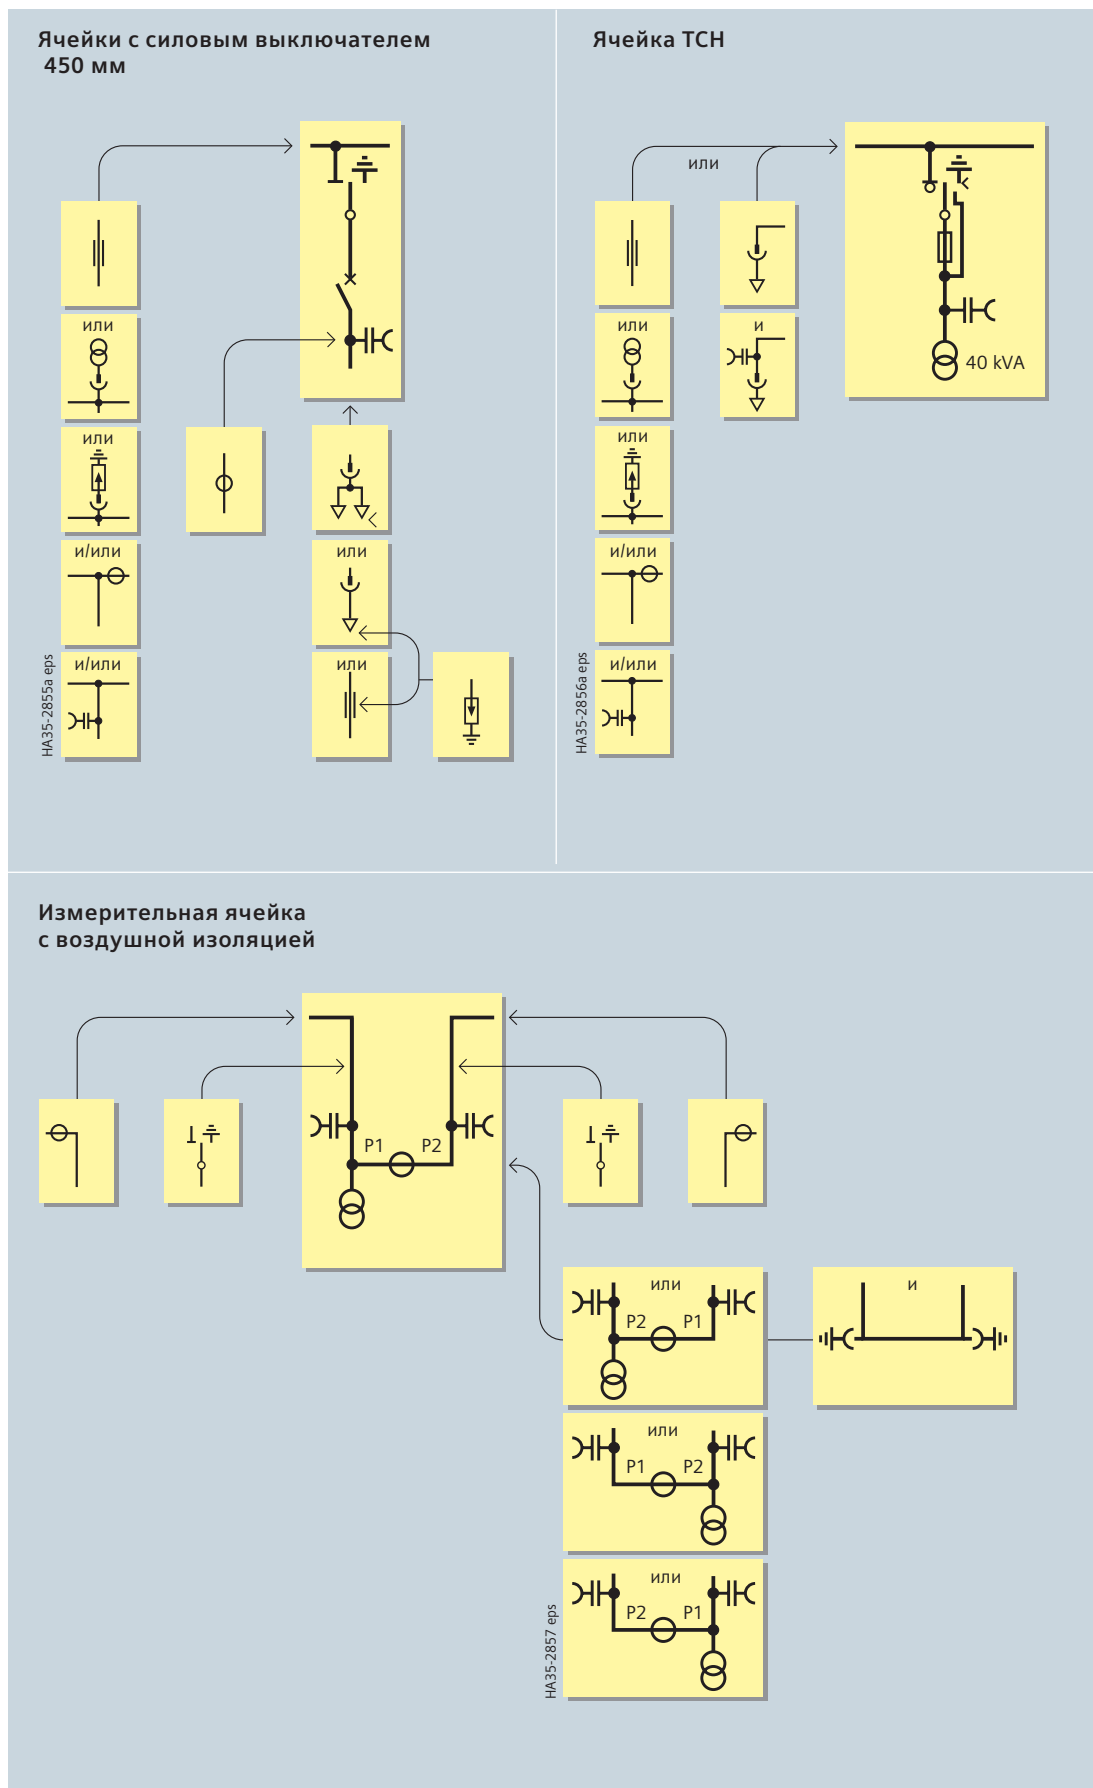 Ячейки с силовым выключателем
450 мм
или
или
и/или
и/или
или
или
HA35-2855a eps
Ячейка ТСН
или
или
и
40 kVA
или
и/или
и/или
HA35-2856a eps
Измерительная ячейка
с воздушной изоляцией
P1 P2
или
P2 P1
и
или
P1 P2
или
P2 P1
HA35-2857 eps